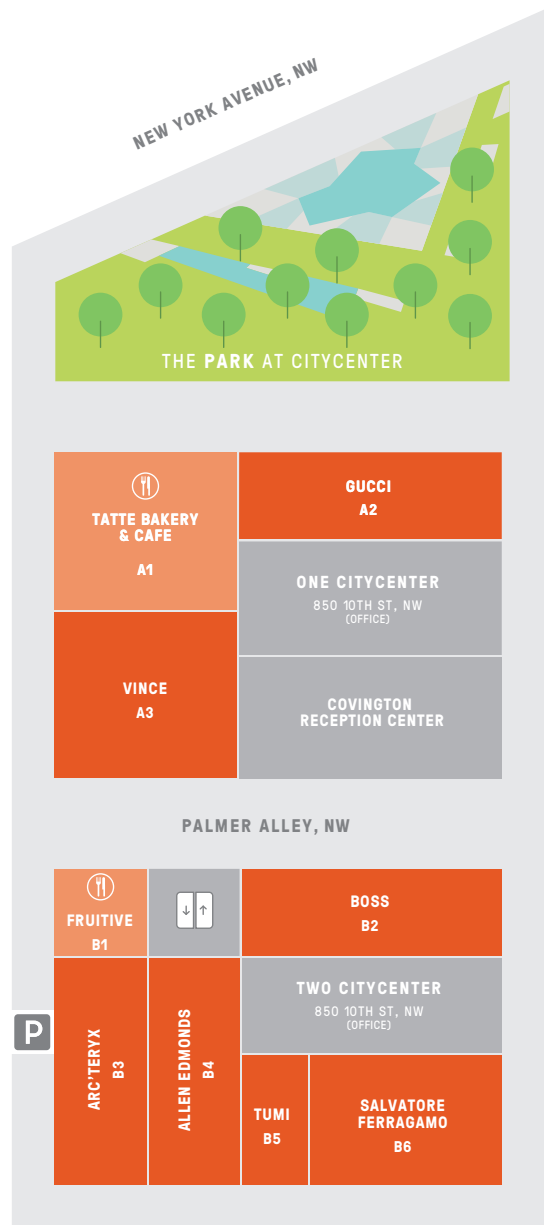 NEW YORK AVENUE, NW
THE PARK AT CITYCENTER
TATTE BAKERY
& CAFE
A1
GUCCI
A2
ONE CITYCENTER
850 10TH ST, NW
(OFFICE)
VINCE
A3
COVINGTON
RECEPTION CENTER
PALMER ALLEY, NW
FRUITIVE
B1
BOSS
B2
TWO CITYCENTER
850 10TH ST, NW
(OFFICE)
P
ARC'TERYX
B3
ALLEN EDMONDS
B4
TUMI
B5
SALVATORE
FERRAGAMO
B6